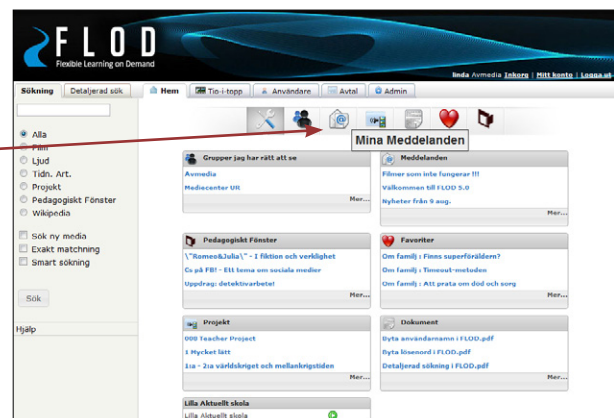 FLOD
Flexible Learning on Demand
linda Avmedia Inkorg | Mitt konto | Logga ut
Sökning
Detaljerad sök
Hem
Tio-i-topp
Användare
Avtal
Admin
Mina Meddelanden
Alla
Film
Ljud
Tidn. Art.
Projekt
Pedagogiskt Fönster
Wikipedia
Sök ny media
Exakt matchning
Smart sökning
Sök
Hjälp
Grupper jag har rätt att se
Avmedia
Mediecenter UR
Mer...
Meddelanden
Filmer som inte fungerar !!!
Välkommen till FLOD 5.0
Nyheter från 9 aug.
Mer...
Pedagogiskt Fönster
\"Romeo&Julia\" - I fiktion och verklighet
Cs på FB! - Ett tema om sociala medier
Uppdrag: detektivarbete!
Mer...
Favoriter
Om familj : Finns superföräldern?
Om familj : Timeout-metoden
Om familj : Att prata om död och sorg
Mer...
Projekt
000 Teacher Project
1 Mycket lätt
1:a - 2:a världskriget och mellankrigstiden
Mer...
Dokument
Byta användarnamn i FLOD.pdf
Byta lösenord i FLOD.pdf
Detaljerad sökning i FLOD.pdf
Mer...
Lilla Aktuellt skola
Lilla Aktuellt skola